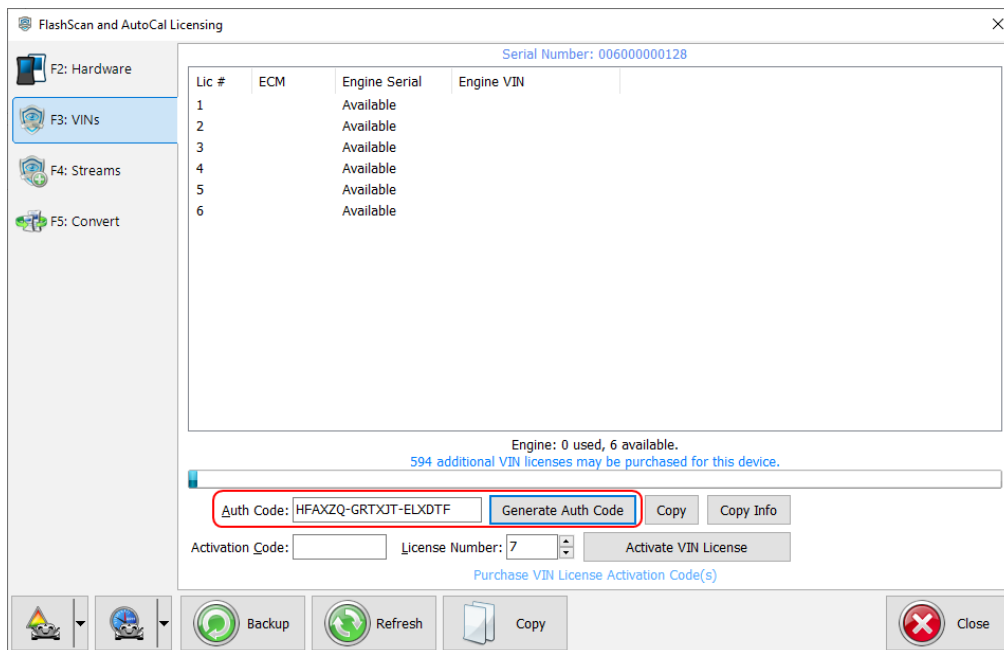 FlashScan and AutoCal Licensing
F2: Hardware
F3: VINs
F4: Streams
F5: Convert
Serial Number: 006000000128
Lic # ECM Engine Serial Engine VIN
1 Available
2 Available
3 Available
4 Available
5 Available
6 Available
Engine: 0 used, 6 available.
594 additional VIN licenses may be purchased for this device.
Auth Code: HFAXZQ-GRTXJT-ELXDTF Generate Auth Code Copy Copy Info
Activation Code: License Number: 7 Activate VIN License
Purchase VIN License Activation Code(s)
Backup Refresh Copy Close